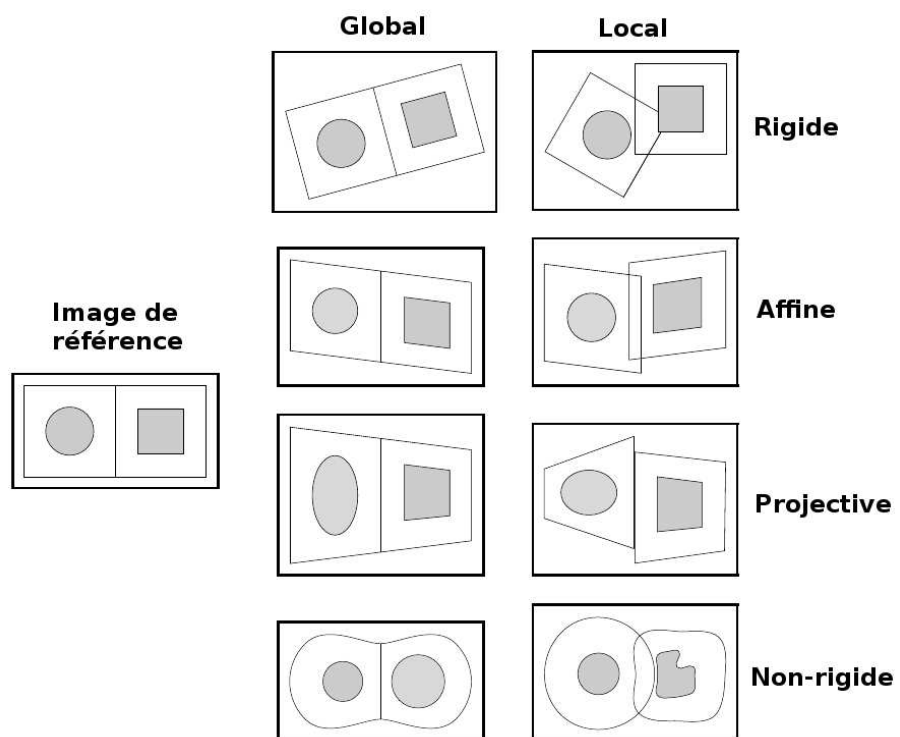 Global
Local
Rigide
Affine
Image de
référence
Projective
Non-rigide